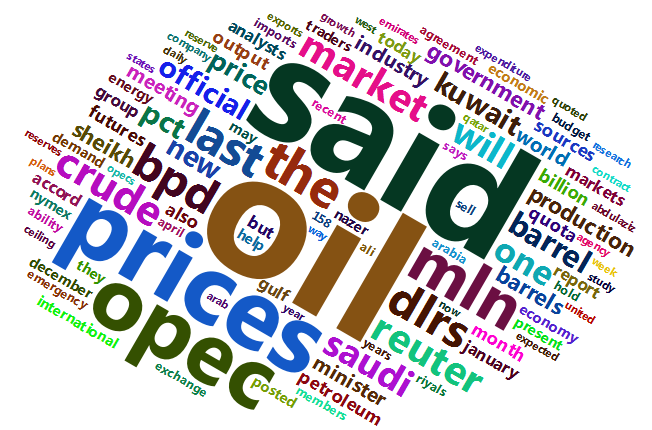 said
oil
prices
opec
mln
market
crude
last
the
bpd
dlrs
reuter
saudi
will
kuwait
one
barrel
official
price
new
pct
government
production
industry
meeting
sheikh
futures
group
output
analysts
traders
today
economic
sources
world
budget
billion
markets
quota
barrels
report
economy
present
month
january
minister
petroleum
international
december
emergency
they
also
april
accord
nymex
ability
ceiling
plans
reserves
demand
opecs
energy
states
daily
company
reserve
exports
imports
growth
west
emirates
agreement
expenditure
quoted
research
contract
abdulaziz
agency
week
study
hold
united
expected
now
arabia
sell
says
qatar
recent
may
but
help
158
way
nazer
ali
gulf
year
arab
years
riyals
members
posted
exchange